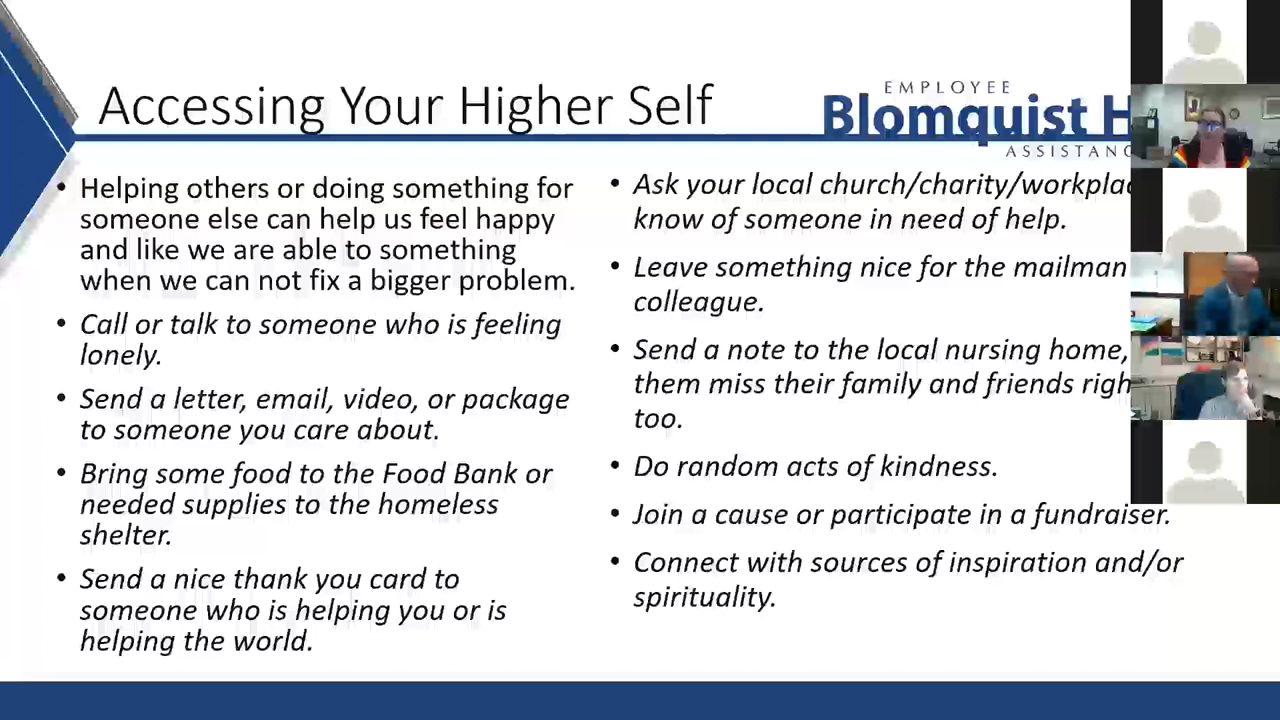 Accessing Your Higher Self
EMPLOYEE
Blomquist H
• Helping others or doing something for
someone else can help us feel happy
and like we are able to something
when we can not fix a bigger problem.
• Call or talk to someone who is feeling
lonely.
• Send a letter, email, video, or package
to someone you care about.
• Bring some food to the Food Bank or
needed supplies to the homeless
shelter.
• Send a nice thank you card to
someone who is helping you or is
helping the world.
• Ask your local church/charity/
know of someone in need of help.
• Leave something nice for the mailman
colleague.
• Send a note to the local nursing home,
them miss their family and friends
too.
• Do random acts of kindness.
• Join a cause or participate in a fundraiser.
• Connect with sources of inspiration and/or
spirituality.